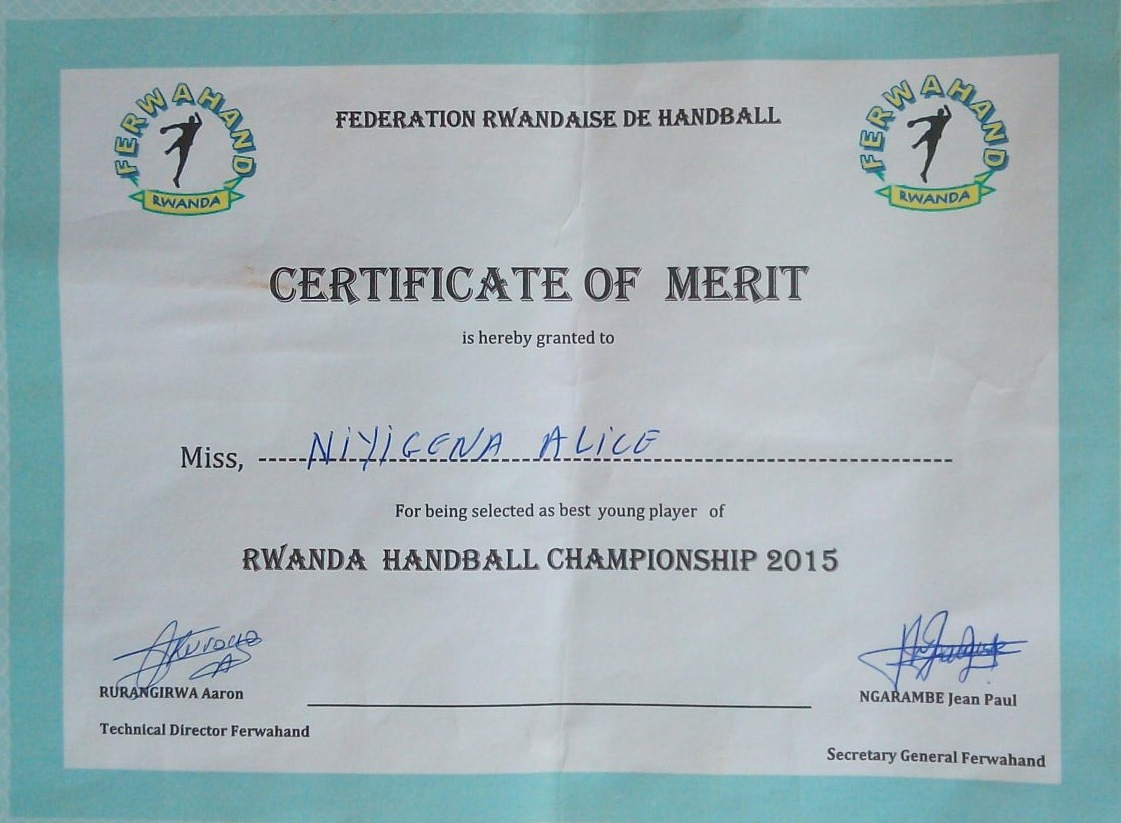 FERWAHAND
RWANDA
FERWAHAND
RWANDA
FEDERATION RWANDAISE DE HANDBALL
CERTIFICATE OF MERIT
is hereby granted to
Miss, NIYIGENA ALICE
For being selected as best young player of
RWANDA HANDBALL CHAMPIONSHIP 2015
RURANGIRWA Aaron
Technical Director Ferwahand
NGARAMBE Jean Paul
Secretary General Ferwahand